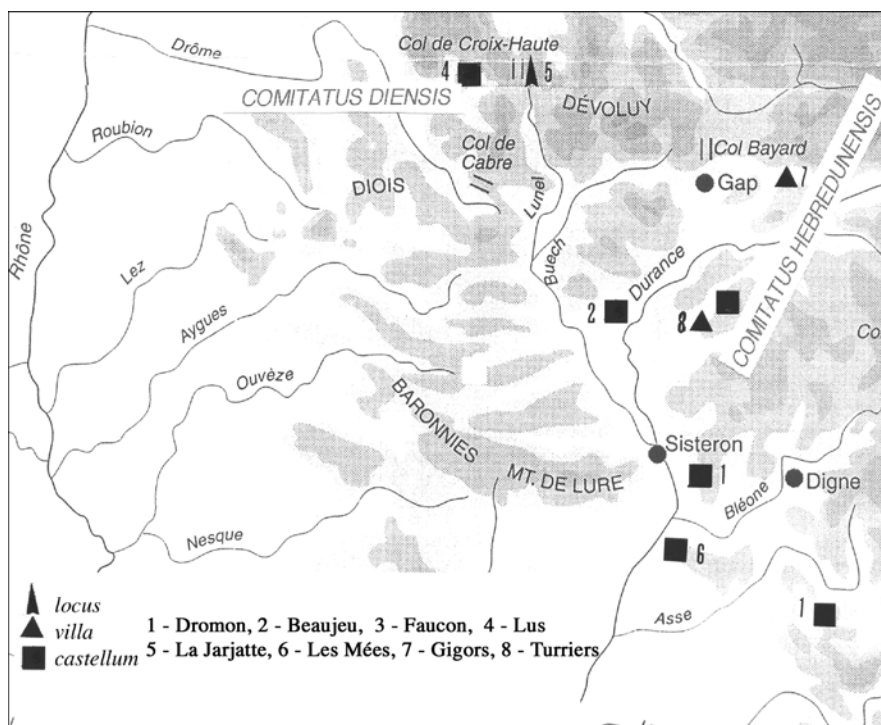 Drôme
Col de Croix-Haute
4
5
COMITATUS DIENSIS
DÉVOLUY
Roubion
Col de Cabre
Col Bayard
Gap
7
DIOIS
Lunel
COMITATUS HEBREDUNENSIS
Rhône
Lez
Buech
Durance
2
8
Aygues
Co
Ouvèze
BARONNIES
Sisteron
MT. DE LURE
1
Digne
Bléone
Nesque
6
locus
villa
castellum
1 - Dromon, 2 - Beaujeu, 3 - Faucon, 4 - Lus
5 - La Jarjatte, 6 - Les Mées, 7 - Gigors, 8 - Turriers
Asse
1